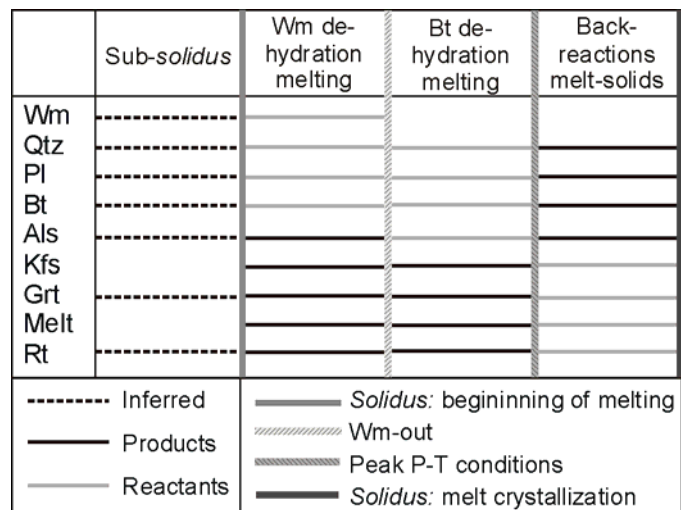 Sub-solidus
Wm de-
hydration
melting
Bt de-
hydration
melting
Back-
reactions
melt-solids
Wm
Qtz
Pl
Bt
Als
Kfs
Grt
Melt
Rt
Inferred
Products
Reactants
Solidus: begininning of melting
Wm-out
Peak P-T conditions
Solidus: melt crystallization